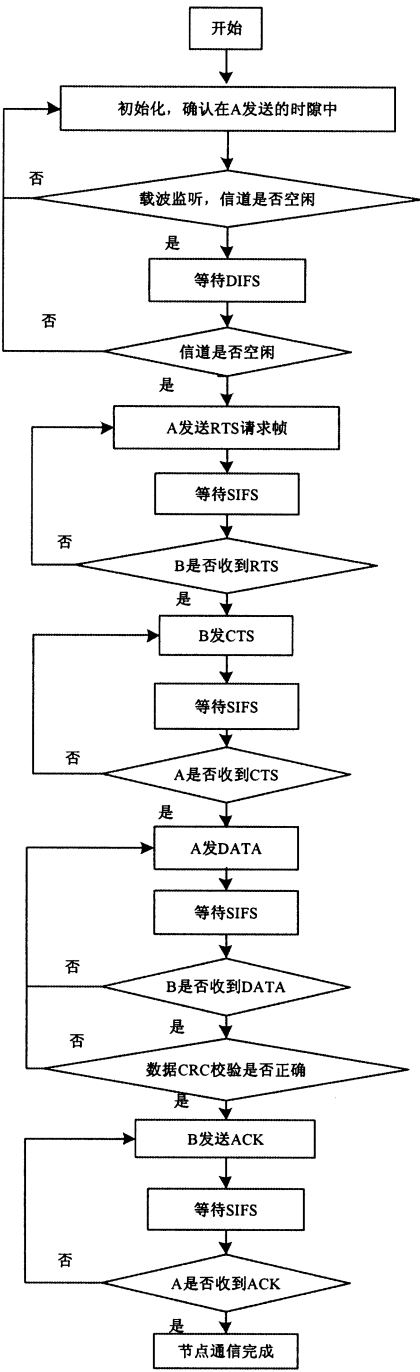 开始
初始化，确认在A发送的时隙中
否
载波监听，信道是否空闲
是
等待DIFS
否
信道是否空闲
是
A发送RTS请求帧
等待SIFS
否
B是否收到RTS
是
B发CTS
等待SIFS
否
A是否收到CTS
是
A发DATA
等待SIFS
否
B是否收到DATA
是
否
数据CRC校验是否正确
是
B发送ACK
等待SIFS
否
A是否收到ACK
是
节点通信完成